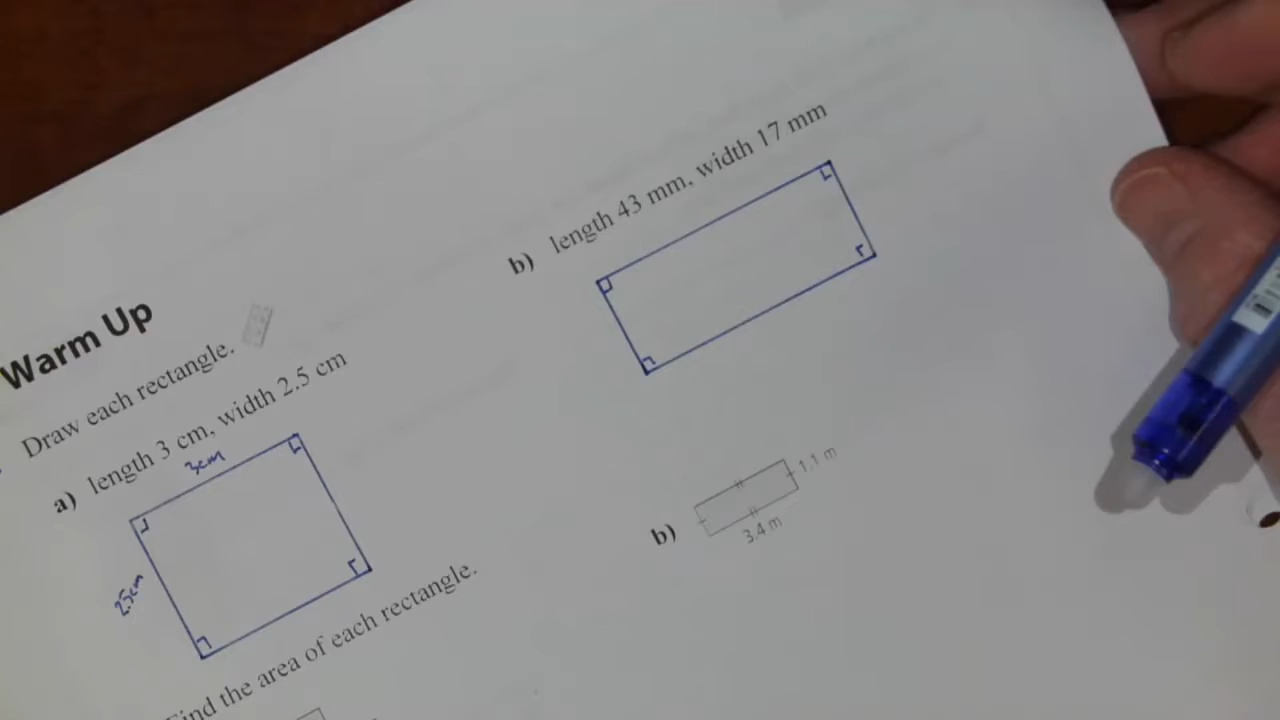 Warm Up
Draw each rectangle.
a) length 3 cm, width 2.5 cm
3cm
2.5cm
b) length 43 mm, width 17 mm
Find the area of each rectangle.
b)
1.1 m
3.4 m